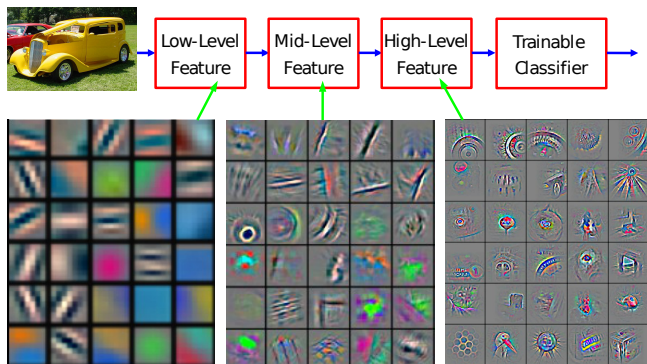 Low-Level
Feature
Mid-Level
Feature
High-Level
Feature
Trainable
Classifier